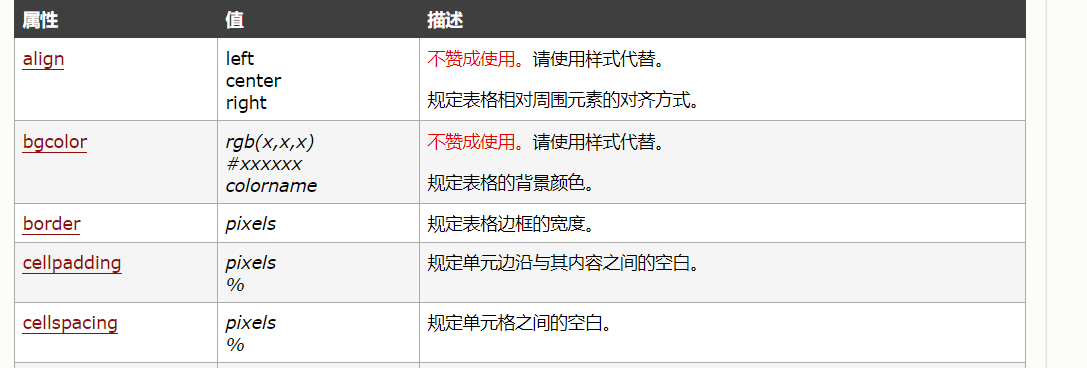 属性 值 描述
align left 不赞成使用。请使用样式代替。
center
right 规定表格相对周围元素的对齐方式。
bgcolor rgb(x,x,x) 不赞成使用。请使用样式代替。
#xxxxxx
colorname 规定表格的背景颜色。
border pixels 规定表格边框的宽度。
cellpadding pixels 规定单元边沿与其内容之间的空白。
%
cellspacing pixels 规定单元格之间的空白。
%